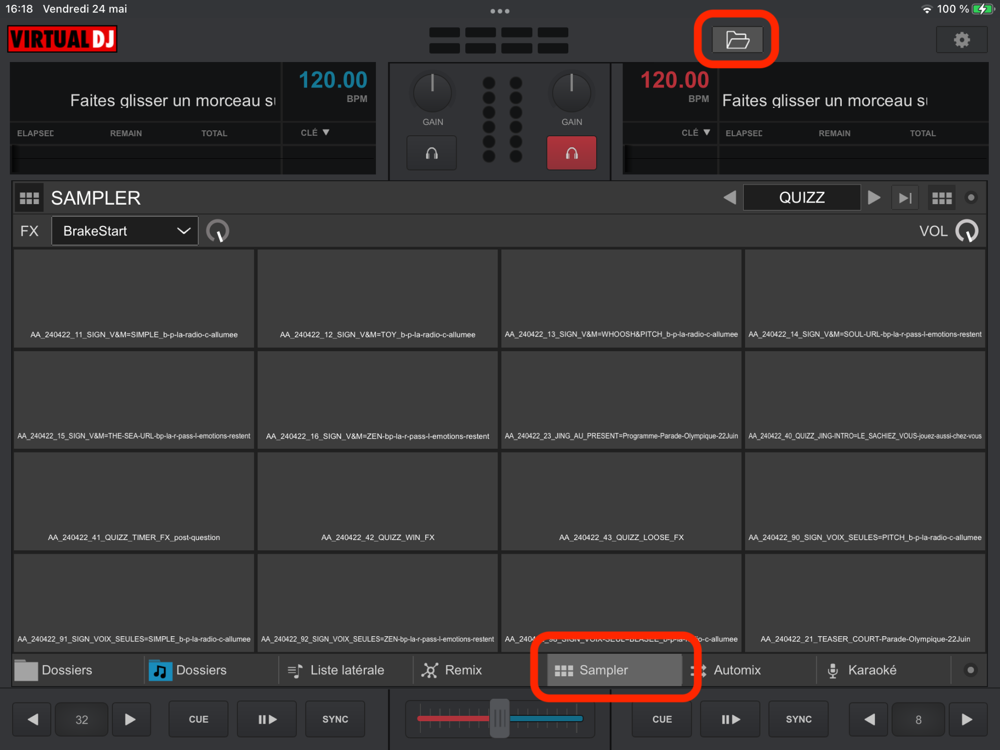 16:18 Vendredi 24 mai
100 %
VIRTUAL DJ
Faites glisser un morceau
120.00
BPM
ELAPSED REMAIN TOTAL
CLÉ
GAIN
GAIN
120.00
BPM
Faites glisser un morceau
CLÉ
ELAPSED REMAIN TOTAL
SAMPLER
QUIZZ
FX BrakeStart
VOL
AA_240422_11_SIGN_V&M=SIMPLE_b-p-la-radio-c-allumee
AA_240422_12_SIGN_V&M=TOY_b-p-la-radio-c-allumee
AA_240422_13_SIGN_V&M=WHOOSH&PITCH_b-p-la-radio-c-allumee
AA_240422_14_SIGN_V&M=SOUL-URL-bp-la-r-pass-l-emotions-restent
AA_240422_15_SIGN_V&M=THE-SEA-URL-bp-la-r-pass-l-emotions-restent
AA_240422_16_SIGN_V&M=ZEN-bp-la-r-pass-l-emotions-restent
AA_240422_23_JING_AU_PRESENT=Programme-Parade-Olympique-22Juin
AA_240422_40_QUIZZ_JING-INTRO=LE_SACHIEZ_VOUS-jouez-aussi-chez-vous
AA_240422_41_QUIZZ_TIMER_FX_post-question
AA_240422_42_QUIZZ_WIN_FX
AA_240422_43_QUIZZ_LOOSE_FX
AA_240422_90_SIGN_VOIX_SEULES=PITCH_b-p-la-radio-c-allumee
AA_240422_91_SIGN_VOIX_SEULES=SIMPLE_b-p-la-radio-c-allumee
AA_240422_92_SIGN_VOIX_SEULES=ZEN-bp-la-r-pass-l-emotions-restent
AA_240422_21_TEASER_COURT-Parade-Olympique-22Juin
Dossiers
Dossiers
Liste latérale
Remix
Sampler
Automix
Karaoké
32
CUE
SYNC
CUE
SYNC
8